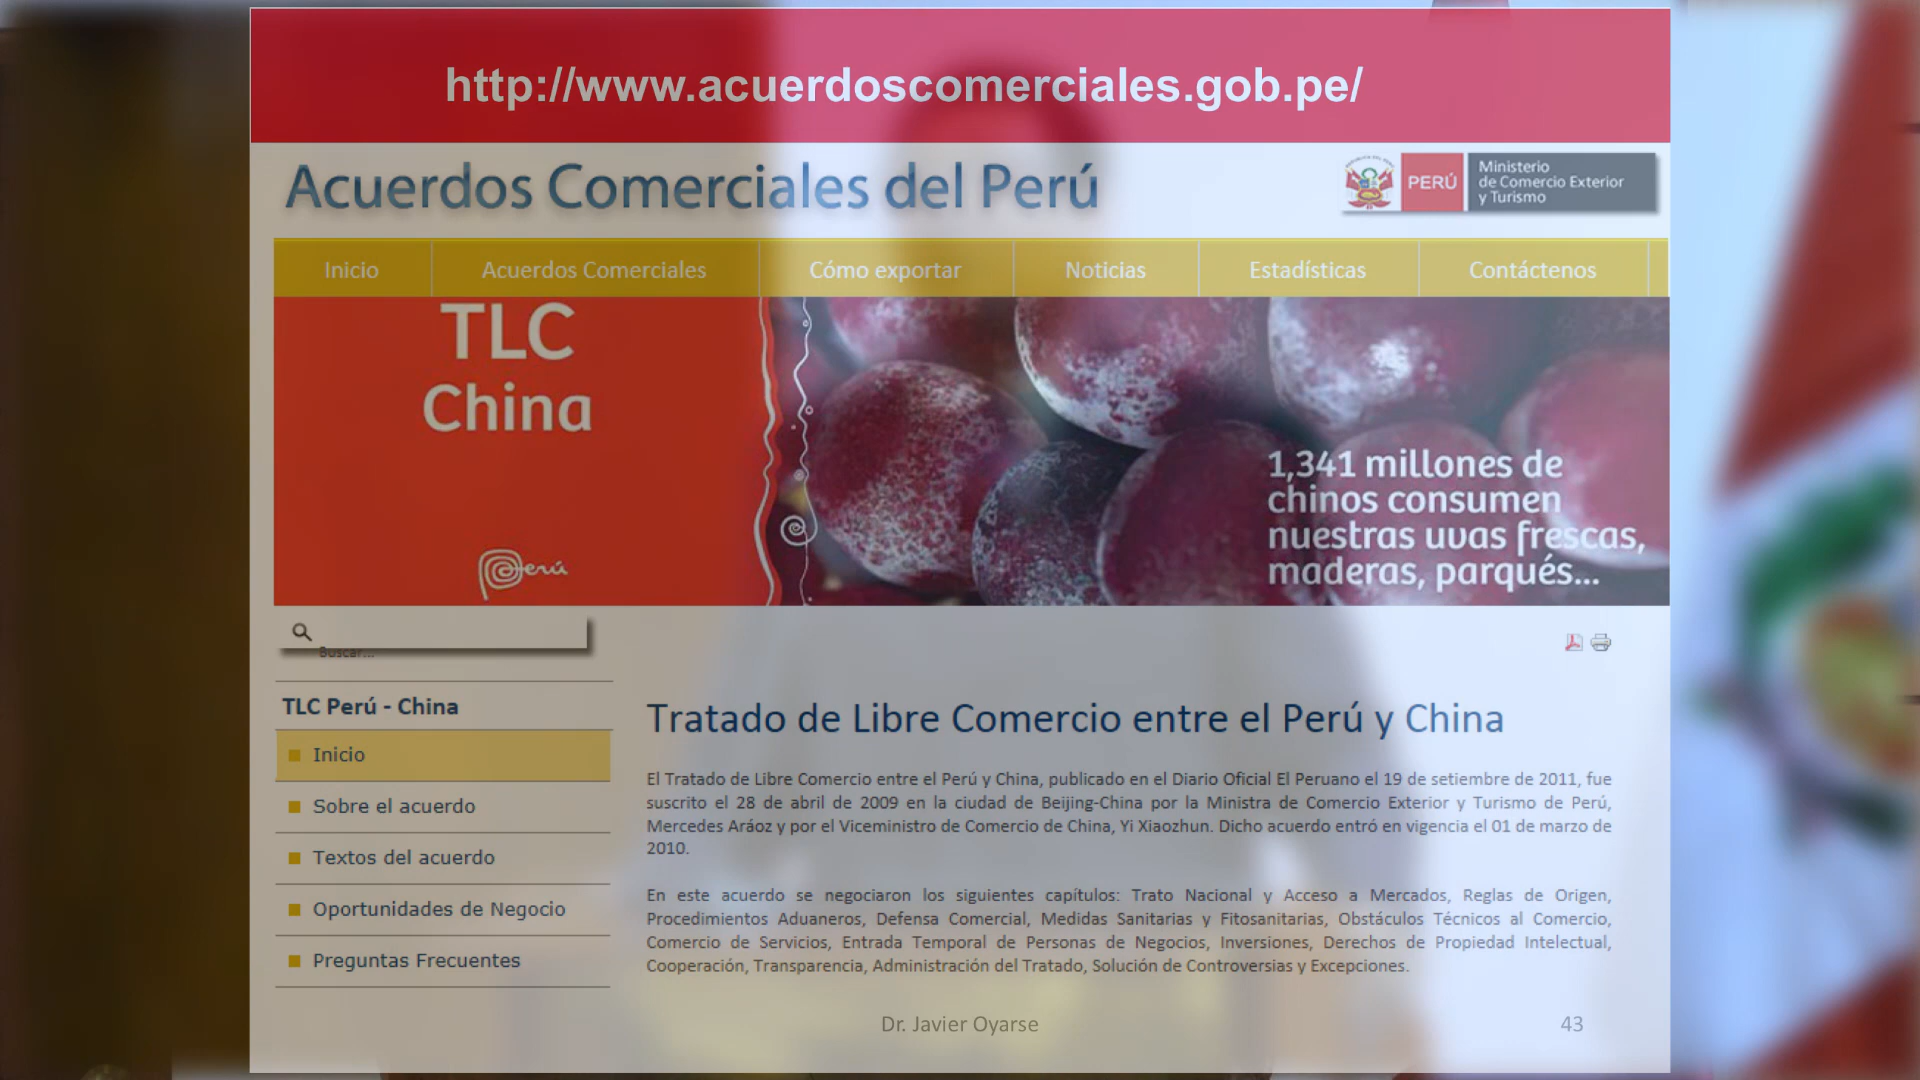 http://www.acuerdoscomerciales.gob.pe/
Acuerdos Comerciales del Perú
PERÚ
Ministerio
de Comercio Exterior
y Turismo
Inicio
Acuerdos Comerciales
Cómo exportar
Noticias
Estadísticas
Contáctenos
TLC
China
Perú
1,341 millones de
chinos consumen
nuestras uvas frescas,
maderas, parqués...
Buscar...
TLC Perú - China
Inicio
Sobre el acuerdo
Textos del acuerdo
Oportunidades de Negocio
Preguntas Frecuentes
Tratado de Libre Comercio entre el Perú y China
El Tratado de Libre Comercio entre el Perú y China, publicado en el Diario Oficial El Peruano el 19 de setiembre de 2011, fue
suscrito el 28 de abril de 2009 en la ciudad de Beijing-China por la Ministra de Comercio Exterior y Turismo de Perú,
Mercedes Aráoz y por el Viceministro de Comercio de China, Yi Xiaozhun. Dicho acuerdo entró en vigencia el 01 de marzo de
2010.
En este acuerdo se negociaron los siguientes capítulos: Trato Nacional y Acceso a Mercados, Reglas de Origen,
Procedimientos Aduaneros, Defensa Comercial, Medidas Sanitarias y Fitosanitarias, Obstáculos Técnicos al Comercio,
Comercio de Servicios, Entrada Temporal de Personas de Negocios, Inversiones, Derechos de Propiedad Intelectual,
Cooperación, Transparencia, Administración del Tratado, Solución de Controversias y Excepciones.
Dr. Javier Oyarse
43